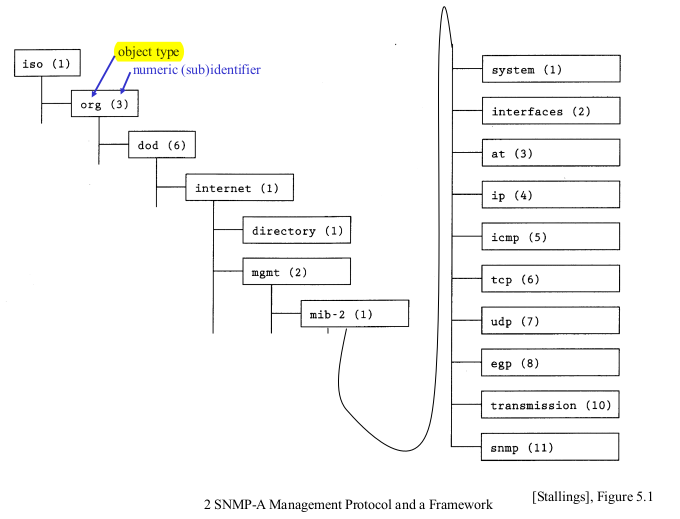 object type
numeric (sub)identifier
iso (1)
org (3)
dod (6)
internet (1)
directory (1)
mgmt (2)
mib-2 (1)
system (1)
interfaces (2)
at (3)
ip (4)
icmp (5)
tcp (6)
udp (7)
egp (8)
transmission (10)
snmp (11)
[Stallings], Figure 5.1
2 SNMP-A Management Protocol and a Framework